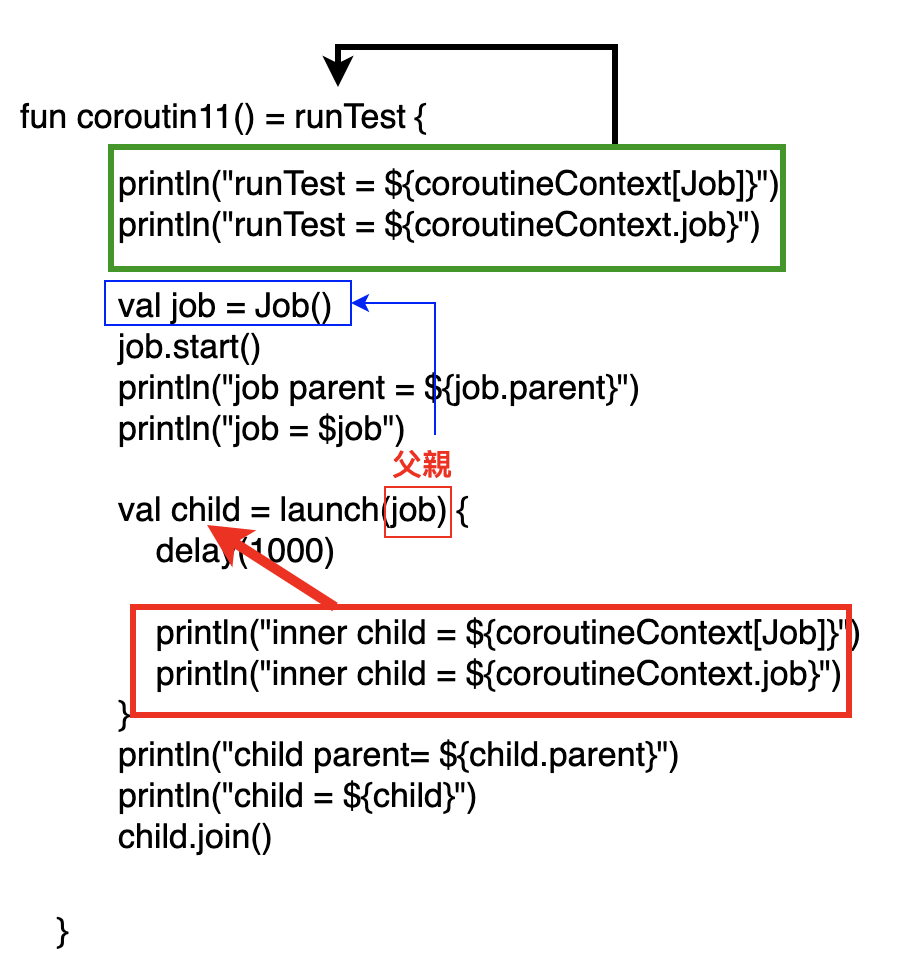 fun coroutin11() = runTest {
println("runTest = ${coroutineContext[Job]}")
println("runTest = ${coroutineContext.job}")
val job = Job()
job.start()
println("job parent = ${job.parent}")
println("job = $job")
父親
val child = launch(job) {
delay(1000)
println("inner child = ${coroutineContext[Job]}")
println("inner child = ${coroutineContext.job}")
}
println("child parent= ${child.parent}")
println("child = ${child}")
child.join()
}